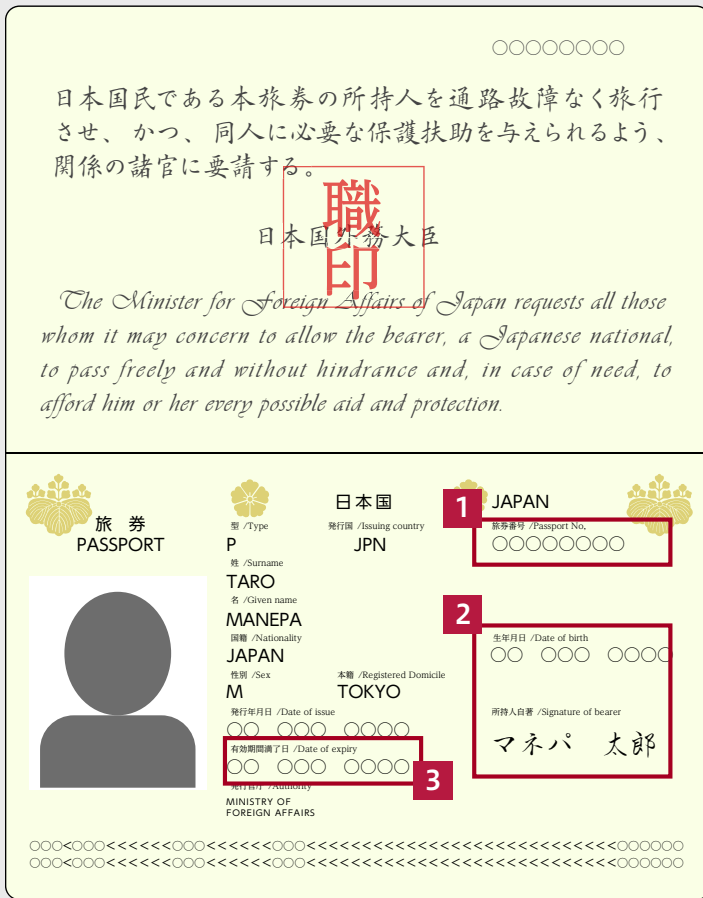 ○○○○○○○○
日本国民である本旅券の所持人を通路故障なく旅行
させ、かつ、同人に必要な保護扶助を与えられるよう、
関係の諸官に要請する。
職
印
日本国外務大臣
The Minister for Foreign Affairs of Japan requests all those
whom it may concern to allow the bearer, a Japanese national,
to pass freely and without hindrance and, in case of need, to
afford him or her every possible aid and protection.
旅 券
PASSPORT
日本国
1
JAPAN
型 /Type
発行国 /Issuing country
旅券番号 /Passport No.
P
JPN
○○○○○○○○
姓 /Surname
TARO
名 /Given name
MANEPA
2
国籍 /Nationality
JAPAN
生年月日 /Date of birth
○○ ○○○ ○○○○
性別 /Sex
本籍 /Registered Domicile
M
TOKYO
発行年月日 /Date of issue
○○ ○○○ ○○○○
所持人自著 /Signature of bearer
マネパ 太郎
有効期間満了日 /Date of expiry
○○ ○○○ ○○○○
3
発行官庁 /Authority
MINISTRY OF
FOREIGN AFFAIRS
○○○<○○○<<<<<<○○○<<<<<<○○○<<<<<<<<<<<<<<<<<<<<<<<<<<<<○○○○○○
○○○<○○○<<<<<<○○○<<<<<<○○○<<<<<<<<<<<<<<<<<<<<<<<<<<<<○○○○○○